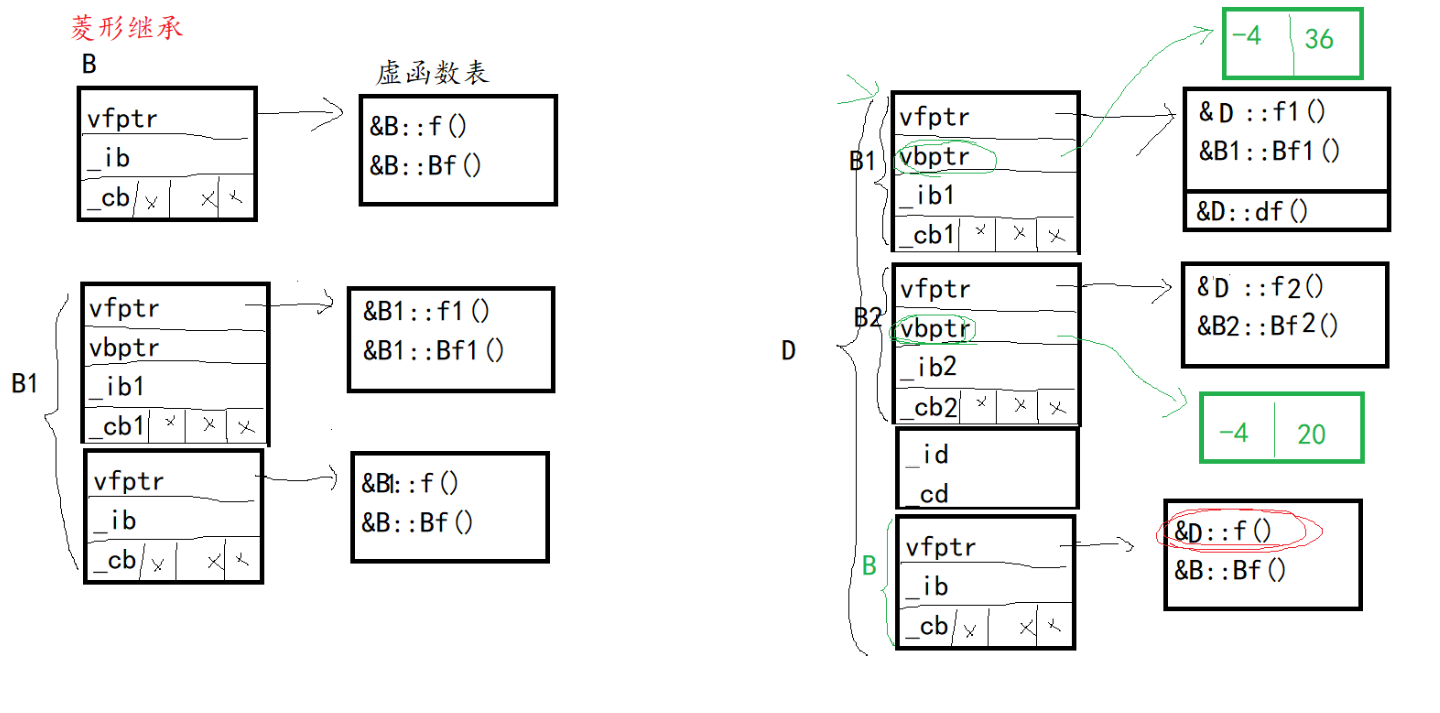 菱形继承
B
虚函数表
vfptr
_ib
_cb
&B::f()
&B::Bf()
B1
vfptr
vbptr
_ib1
_cb1
&B1::f1()
&B1::Bf1()
vfptr
_ib
_cb
&B1::f()
&B::Bf()
D
B1
vfptr
vbptr
_ib1
_cb1
-4 36
&D ::f1()
&B1::Bf1()
&D::df()
B2
vfptr
vbptr
_ib2
_cb2
&D ::f2()
&B2::Bf2()
-4 20
_id
_cd
B
vfptr
_ib
_cb
&D::f()
&B::Bf()